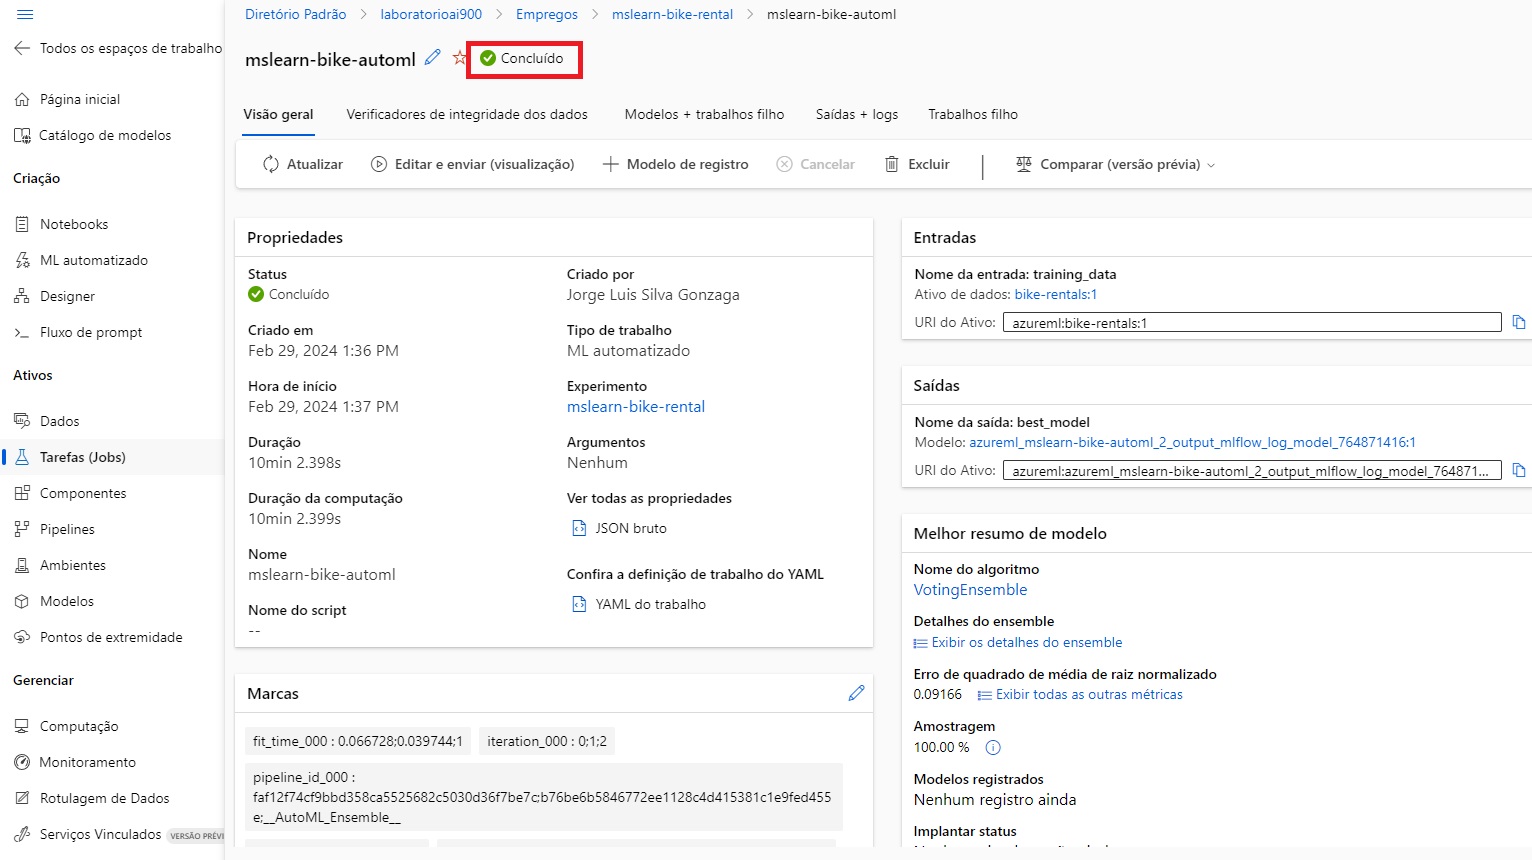 Diretório Padrão > laboratorioai900 > Empregos > mslearn-bike-rental > mslearn-bike-automl
Todos os espaços de trabalho
mslearn-bike-automl Concluído
Página inicial
Catálogo de modelos
Criação
Notebooks
ML automatizado
Designer
Fluxo de prompt
Ativos
Dados
Tarefas (Jobs)
Componentes
Pipelines
Ambientes
Modelos
Pontos de extremidade
Gerenciar
Computação
Monitoramento
Rotulagem de Dados
Serviços Vinculados VERSÃO PRÉVI
Visão geral Verificadores de integridade dos dados Modelos + trabalhos filho Saídas + logs Trabalhos filho
Atualizar Editar e enviar (visualização) Modelo de registro Cancelar Excluir Comparar (versão prévia)
Propriedades
Status
Concluído
Criado em
Feb 29, 2024 1:36 PM
Hora de início
Feb 29, 2024 1:37 PM
Duração
10min 2.398s
Duração da computação
10min 2.399s
Nome
mslearn-bike-automl
Nome do script
--
Criado por
Jorge Luis Silva Gonzaga
Tipo de trabalho
ML automatizado
Experimento
mslearn-bike-rental
Argumentos
Nenhum
Ver todas as propriedades
JSON bruto
Confira a definição de trabalho do YAML
YAML do trabalho
Marcas
fit_time_000 : 0.066728;0.039744;1 iteration_000 : 0;1;2
pipeline_id_000 :
faf12f74cf9bbd358ca5525682c5030d36f7be7c;b76be6b5846772ee1128c4d415381c1e9fed455
e;__AutoML_Ensemble__
Entradas
Nome da entrada: training_data
Ativo de dados: bike-rentals:1
URI do Ativo: azureml:bike-rentals:1
Saídas
Nome da saída: best_model
Modelo: azureml_mslearn-bike-automl_2_output_mlflow_log_model_764871416:1
URI do Ativo: azureml:azureml_mslearn-bike-automl_2_output_mlflow_log_model_764871...
Melhor resumo de modelo
Nome do algoritmo
VotingEnsemble
Detalhes do ensemble
Exibir os detalhes do ensemble
Erro de quadrado de média de raiz normalizado
0.09166 Exibir todas as outras métricas
Amostragem
100.00 %
Modelos registrados
Nenhum registro ainda
Implantar status